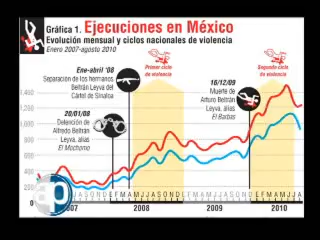 Gráfica 1. Ejecuciones en México
Evolución mensual y ciclos nacionales de violencia
Enero 2007-agosto 2010
Ene-abril '08
Separación de los hermanos
Beltrán Leyva del
Cártel de Sinaloa
20/01/08
Detención de
Alfredo Beltrán
Leyva, alias
El Mochomo
Primer ciclo
de violencia
16/12/09
Muerte de
Arturo Beltrán
Leyva, alias
El Barbas
Segundo ciclo
de violencia
1,400
1,200
1,000
800
600
400
0
EFMAMJJASOND
EFMAMJJA
2008
2009
2010